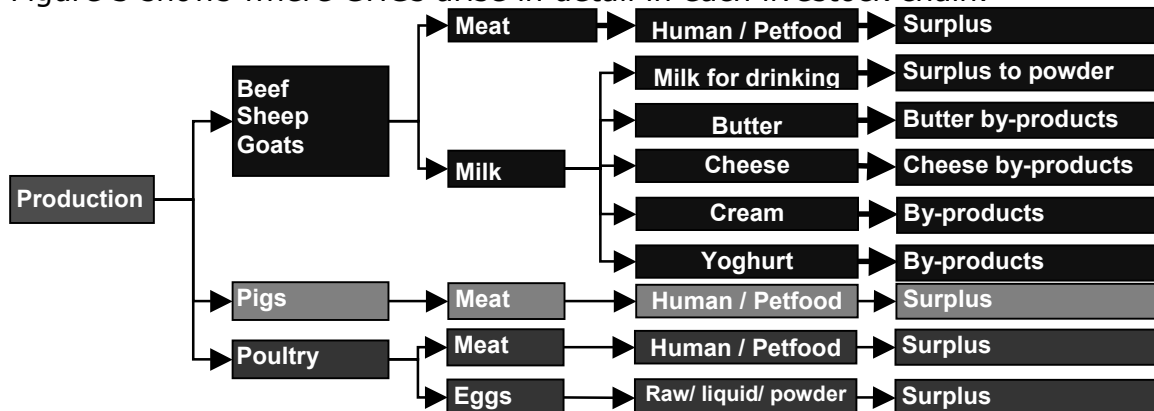 Figure shows where arise in detail in each livestock chain.
Meat
Human / Petfood
Surplus
Milk for drinking
Surplus to powder
Beef
Sheep
Goats
Butter
Butter by-products
Milk
Cheese
Cheese by-products
Production
Cream
By-products
Yoghurt
By-products
Pigs
Meat
Human / Petfood
Surplus
Poultry
Meat
Human / Petfood
Surplus
Eggs
Raw/ liquid/ powder
Surplus